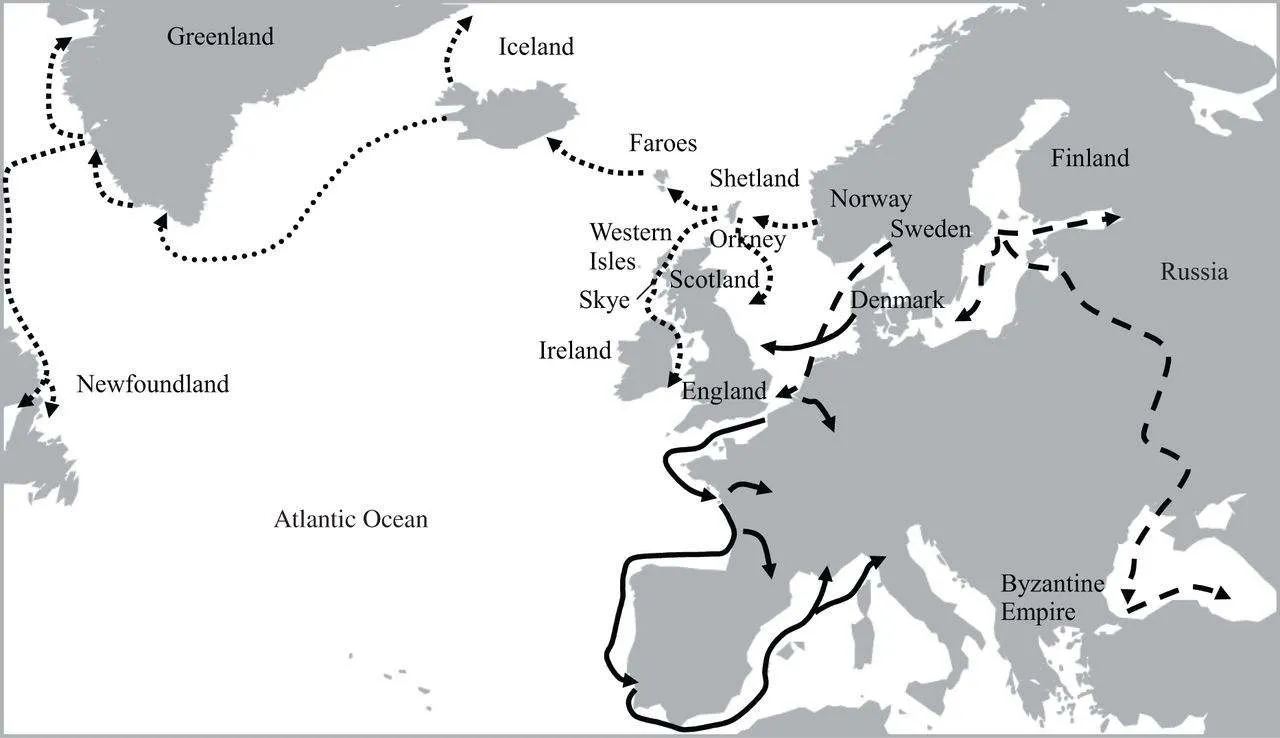 Greenland
Iceland
Faroes
Finland
Shetland
Norway
Western
Isles
Orkney
Sweden
Scotland
Russia
Skye
Denmark
Ireland
Newfoundland
England
Atlantic Ocean
Byzantine
Empire